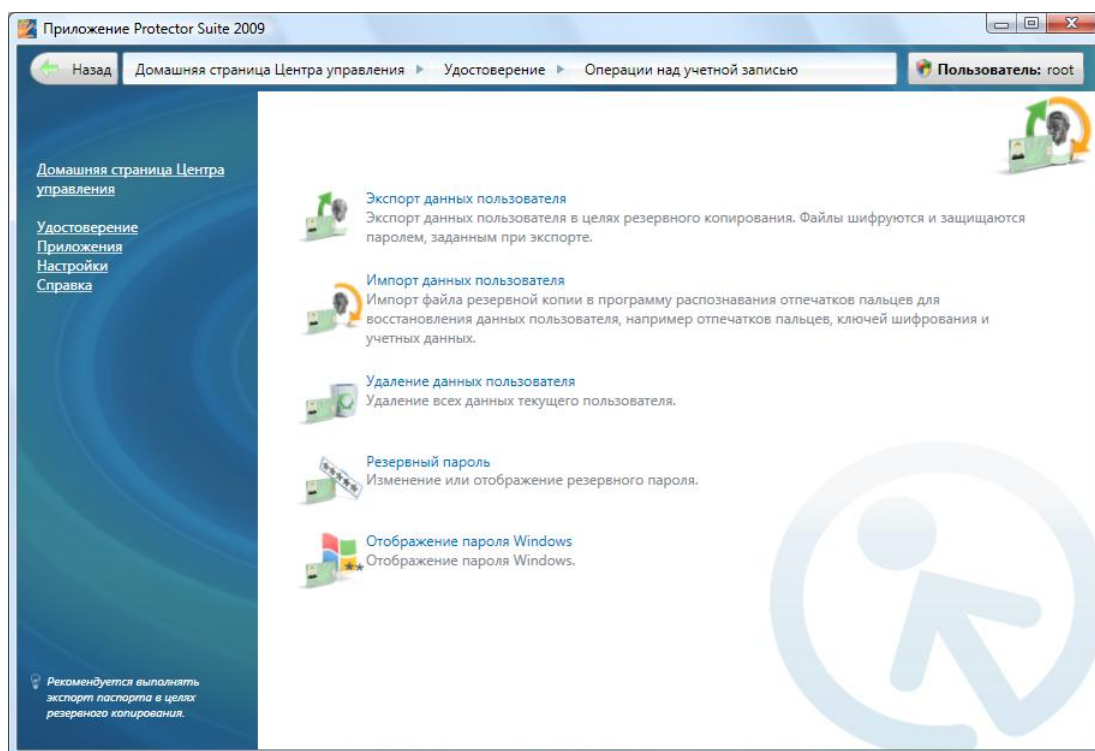 Приложение Protector Suite 2009
Назад
Домашняя страница Центра управления
Удостоверение
Операции над учетной записью
Пользователь: root
Домашняя страница Центра
управления
Удостоверение
Приложения
Настройки
Справка
Экспорт данных пользователя
Экспорт данных пользователя в целях резервного копирования. Файлы шифруются и защищаются
паролем, заданным при экспорте.
Импорт данных пользователя
Импорт файла резервной копии в программу распознавания отпечатков пальцев для
восстановления данных пользователя, например отпечатков пальцев, ключей шифрования и
учетных данных.
Удаление данных пользователя
Удаление всех данных текущего пользователя.
Резервный пароль
Изменение или отображение резервного пароля.
Отображение пароля Windows
Отображение пароля Windows.
Рекомендуется выполнять
экспорт паспорта в целях
резервного копирования.